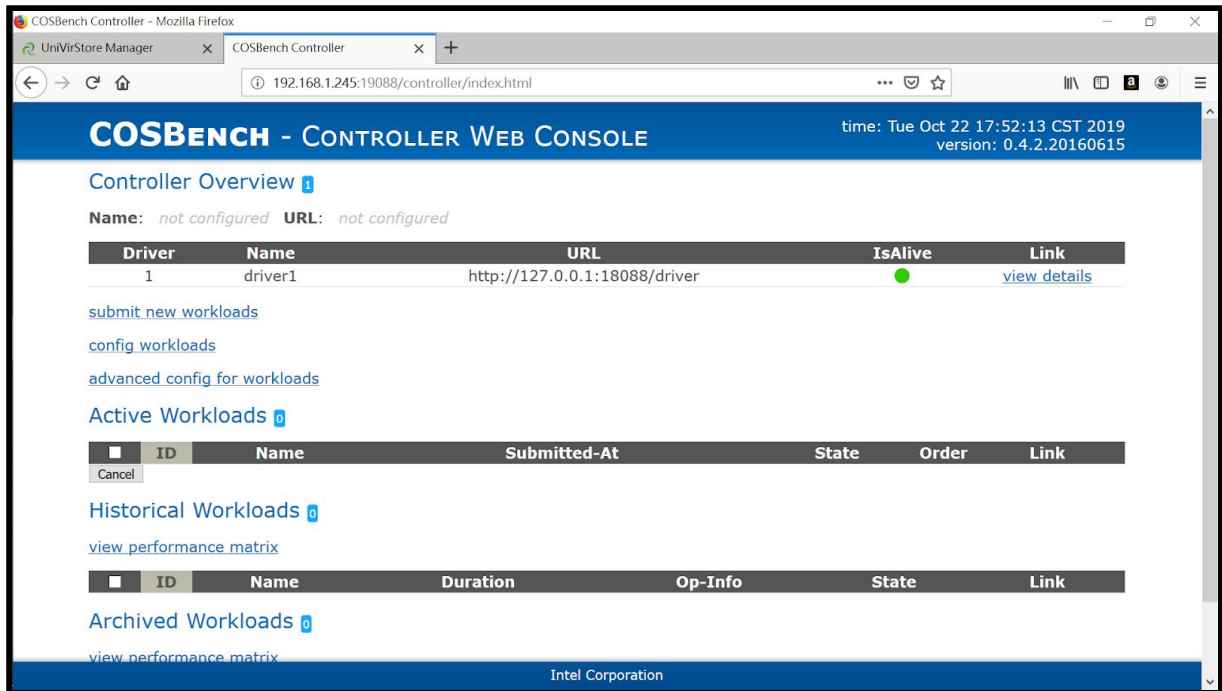 COSBench Controller - Mozilla Firefox
UniVirStore Manager COSBench Controller
192.168.1.245:19088/controller/index.html
COSBENCH - CONTROLLER WEB CONSOLE
time: Tue Oct 22 17:52:13 CST 2019
version: 0.4.2.20160615
Controller Overview 1
Name: not configured URL: not configured
Driver Name URL IsAlive Link
1 driver1 http://127.0.0.1:18088/driver view details
submit new workloads
config workloads
advanced config for workloads
Active Workloads 0
ID Name Submitted-At State Order Link
Cancel
Historical Workloads 0
view performance matrix
ID Name Duration Op-Info State Link
Archived Workloads 0
view performance matrix
Intel Corporation